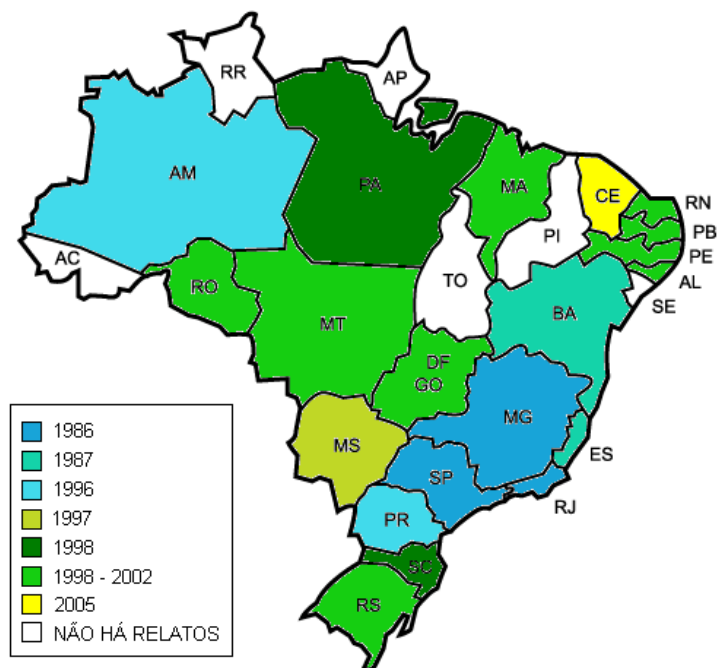 RR
AP
AM
PA
MA
CE
RN
PB
PI
PE
AC
TO
AL
RO
SE
BA
MT
DF
GO
MG
MS
ES
SP
RJ
PR
SC
RS
1986
1987
1996
1997
1998
1998 - 2002
2005
NÃO HÁ RELATOS